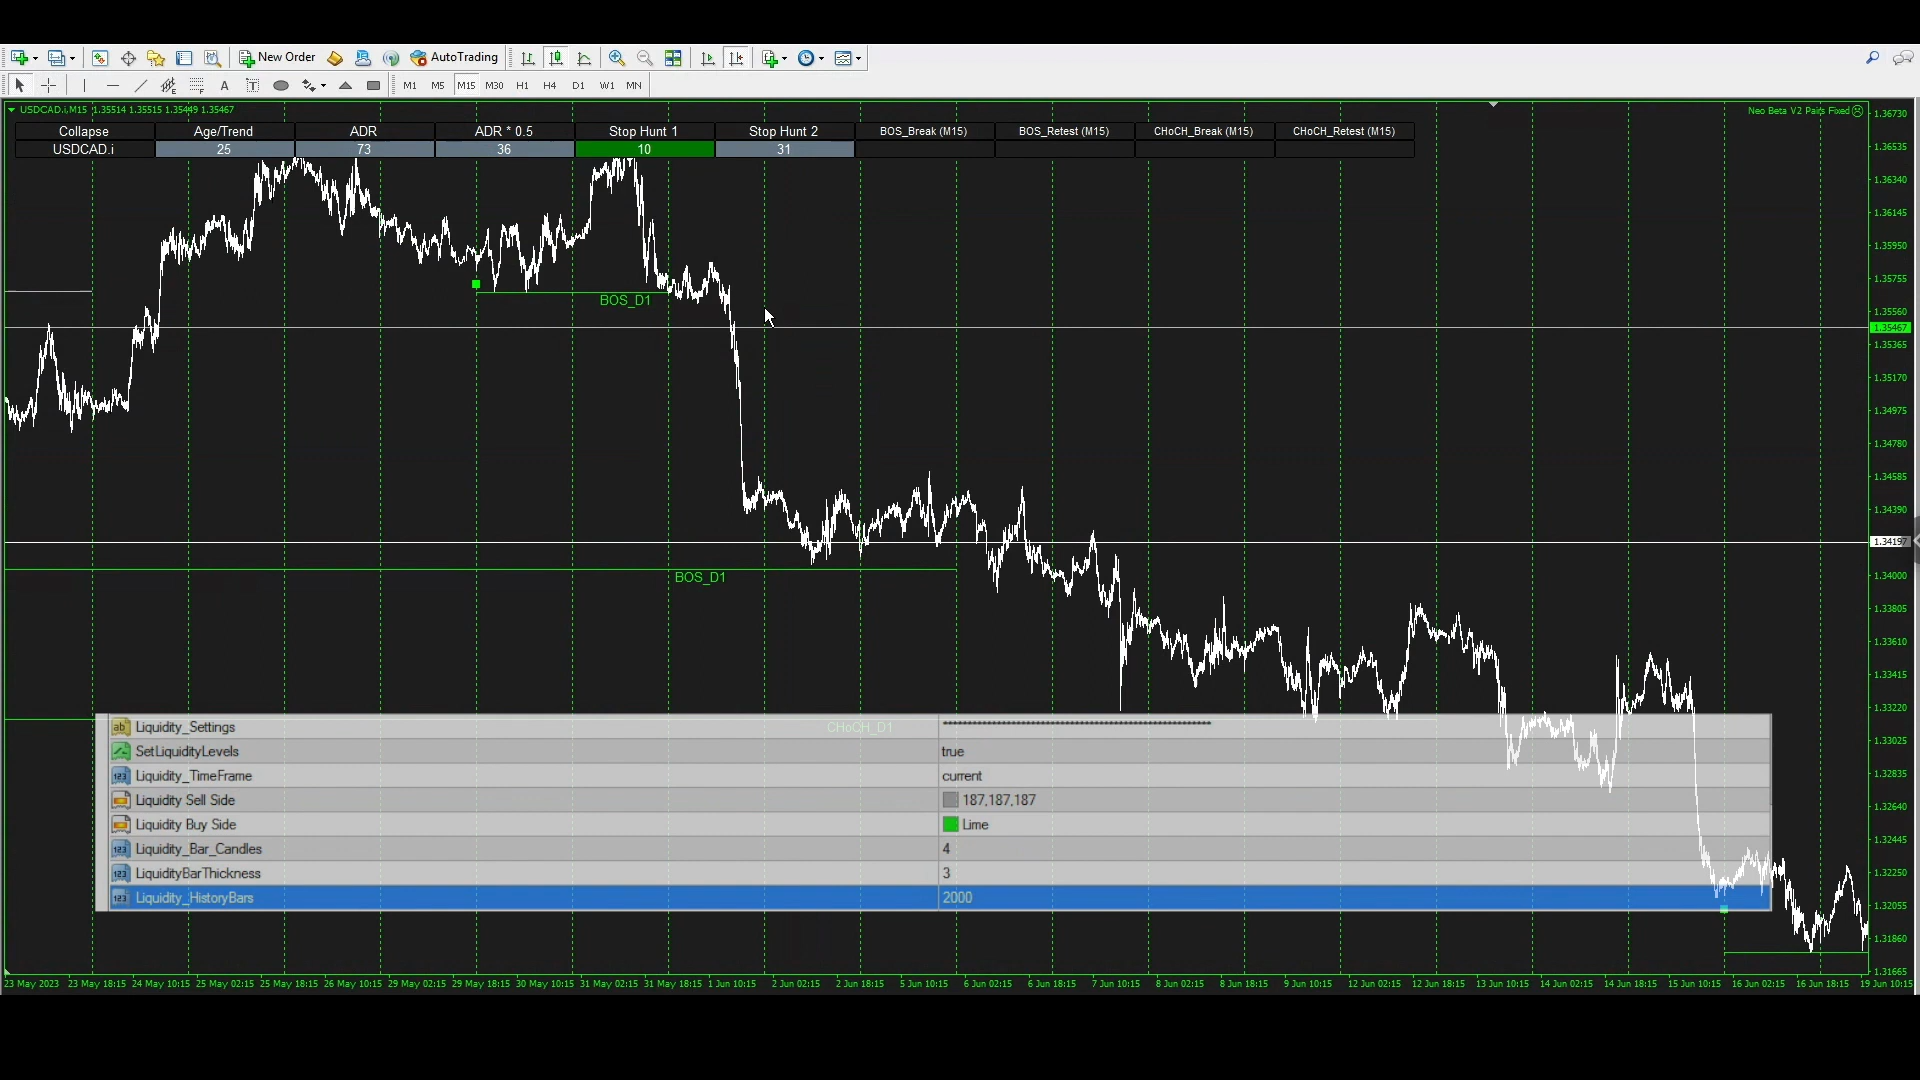 New Order AutoTrading
A T M1 M5 M15 M30 H1 H4 D1 W1 MN
USDCAD.i,M15 1.35514 1.35515 1.35449 1.35467
Neo Beta V2 Pairs Fixed
Collapse Age/Trend ADR ADR * 0.5 Stop Hunt 1 Stop Hunt 2 BOS_Break (M15) BOS_Retest (M15) CHoCH_Break (M15) CHoCH_Retest (M15)
USDCAD.i 25 73 36 10 31
1.36730
1.36535
1.36340
1.36145
1.35950
1.35755
BOS_D1
1.35560
1.35467
1.35365
1.35170
1.34975
1.34780
1.34585
1.34390
1.34197
1.34000
BOS_D1
1.33805
1.33610
1.33415
1.33220
Liquidity_Settings CHoCH_D1
1.33025
SetLiquidityLevels true
Liquidity_TimeFrame current
1.32835
Liquidity Sell Side 187,187,187
1.32640
Liquidity Buy Side Lime
1.32445
Liquidity_Bar_Candles 4
LiquidityBarThickness 3
1.32250
Liquidity_HistoryBars 2000
1.32055
1.31860
1.31665
23 May 2023 23 May 18:15 24 May 10:15 25 May 02:15 25 May 18:15 26 May 10:15 29 May 02:15 29 May 18:15 30 May 10:15 31 May 02:15 31 May 18:15 1 Jun 10:15 2 Jun 02:15 2 Jun 18:15 5 Jun 10:15 6 Jun 02:15 6 Jun 18:15 7 Jun 10:15 8 Jun 02:15 8 Jun 18:15 9 Jun 10:15 12 Jun 02:15 12 Jun 18:15 13 Jun 10:15 14 Jun 02:15 14 Jun 18:15 15 Jun 10:15 16 Jun 02:15 16 Jun 18:15 19 Jun 10:15